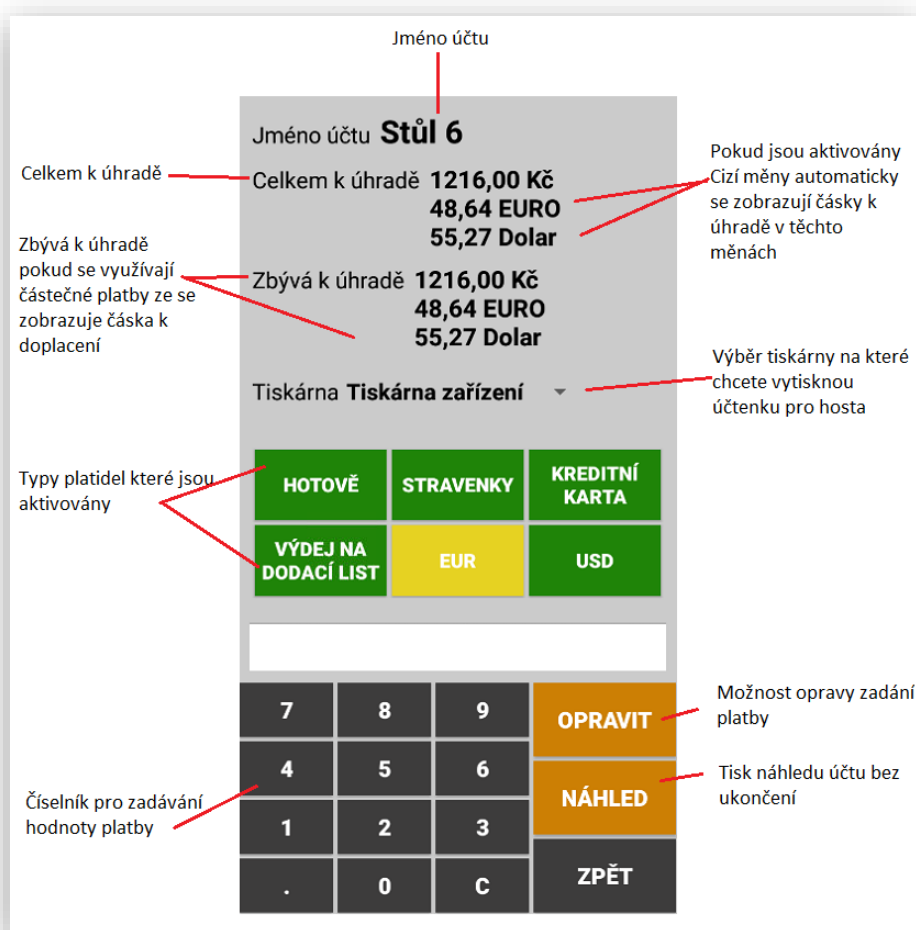 Jméno účtu
Jméno účtu Stůl 6
Celkem k úhradě
Celkem k úhradě 1216,00 Kč
48,64 EURO
55,27 Dolar
Pokud jsou aktivovány
Cizí měny automaticky
se zobrazují čásky k
úhradě v těchto
měnách
Zbývá k úhradě
pokud se využívají
částečné platby ze se
zobrazuje čáska k
doplacení
Zbývá k úhradě 1216,00 Kč
48,64 EURO
55,27 Dolar
Tiskárna Tiskárna zařízení
Výběr tiskárny na které
chcete vytisknou
účtenku pro hosta
Typy platidel které jsou
aktivovány
HOTOVĚ
STRAVENKY
KREDITNÍ
KARTA
VÝDEJ NA
DODACÍ LIST
EUR
USD
7 8 9 OPRAVIT
4 5 6 NÁHLED
1 2 3
. 0 C ZPĚT
Možnost opravy zadání
platby
Tisk náhledu účtu bez
ukončení
Číselník pro zadávání
hodnoty platby